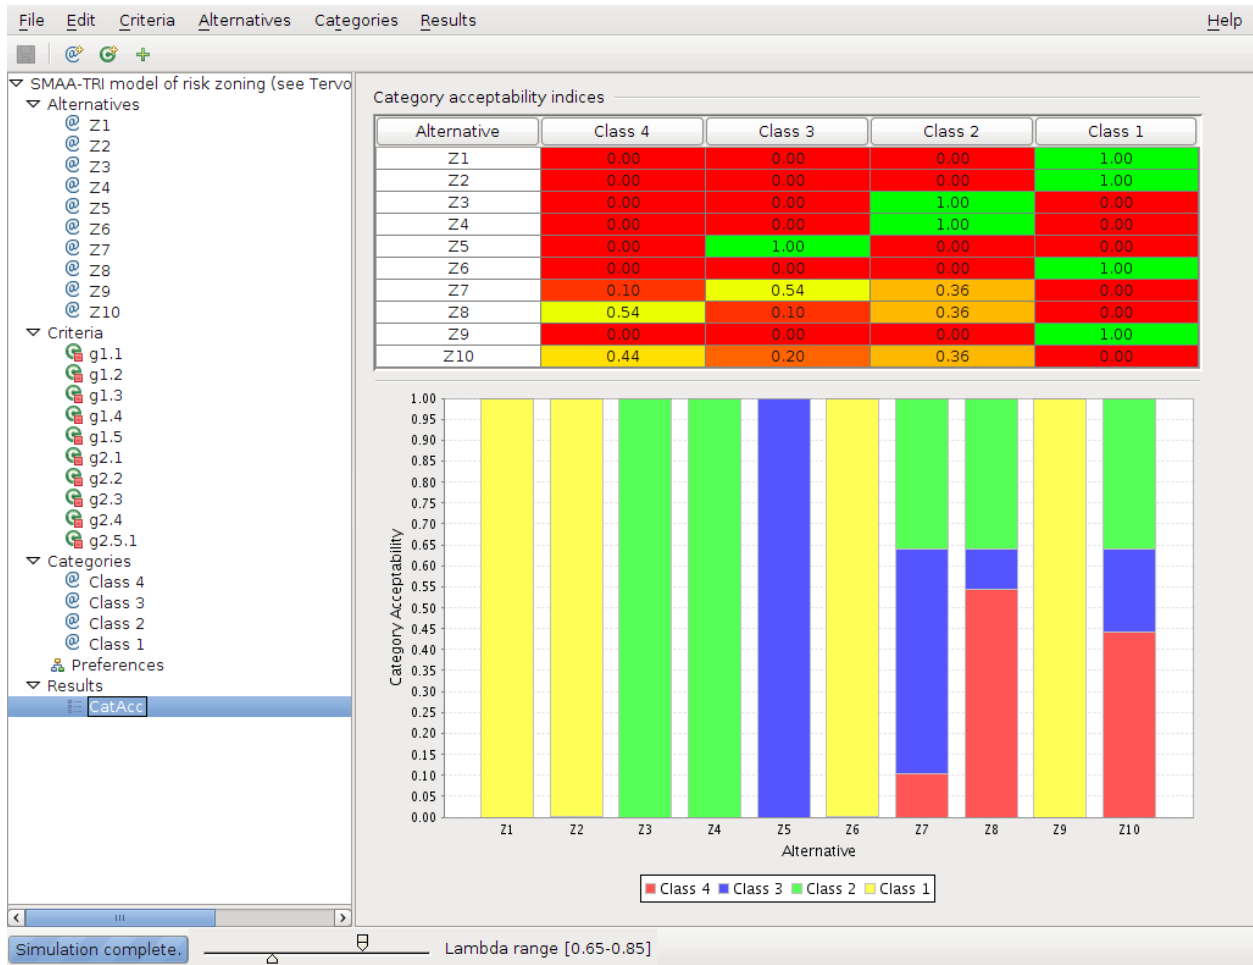 File Edit Criteria Alternatives Categories Results Help
SMAA-TRI model of risk zoning (see Tervo
Alternatives
Z1
Z2
Z3
Z4
Z5
Z6
Z7
Z8
Z9
Z10
Criteria
g1.1
g1.2
g1.3
g1.4
g1.5
g2.1
g2.2
g2.3
g2.4
g2.5.1
Categories
Class 4
Class 3
Class 2
Class 1
Preferences
Results
CatAcc
Category acceptability indices
Alternative Class 4 Class 3 Class 2 Class 1
Z1 0.00 0.00 0.00 1.00
Z2 0.00 0.00 0.00 1.00
Z3 0.00 0.00 1.00 0.00
Z4 0.00 0.00 1.00 0.00
Z5 0.00 1.00 0.00 0.00
Z6 0.00 0.00 0.00 1.00
Z7 0.10 0.54 0.36 0.00
Z8 0.54 0.10 0.36 0.00
Z9 0.00 0.00 0.00 1.00
Z10 0.44 0.20 0.36 0.00
Category Acceptability
1.00
0.95
0.90
0.85
0.80
0.75
0.70
0.65
0.60
0.55
0.50
0.45
0.40
0.35
0.30
0.25
0.20
0.15
0.10
0.05
0.00
Z1 Z2 Z3 Z4 Z5 Z6 Z7 Z8 Z9 Z10
Alternative
Class 4 Class 3 Class 2 Class 1
Simulation complete. Lambda range [0.65-0.85]